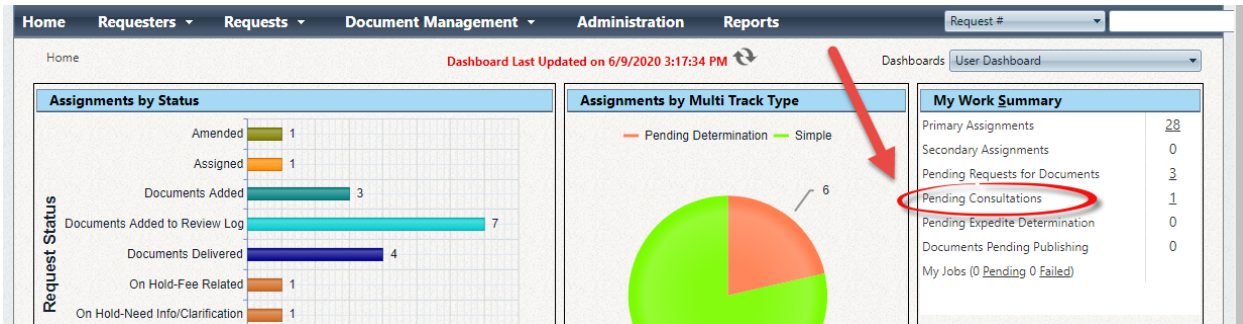 Home Requesters Requests Document Management Administration Reports Request #
Home Dashboard Last Updated on 6/9/2020 3:17:34 PM Dashboards User Dashboard
Assignments by Status
Amended 1
Assigned 1
Documents Added 3
Documents Added to Review Log 7
Documents Delivered 4
On Hold-Fee Related 1
On Hold-Need Info/Clarification 1
Request Status
Assignments by Multi Track Type
Pending Determination Simple
6
My Work Summary
Primary Assignments 28
Secondary Assignments 0
Pending Requests for Documents 3
Pending Consultations 1
Pending Expedite Determination 0
Documents Pending Publishing 0
My Jobs (0 Pending 0 Failed)